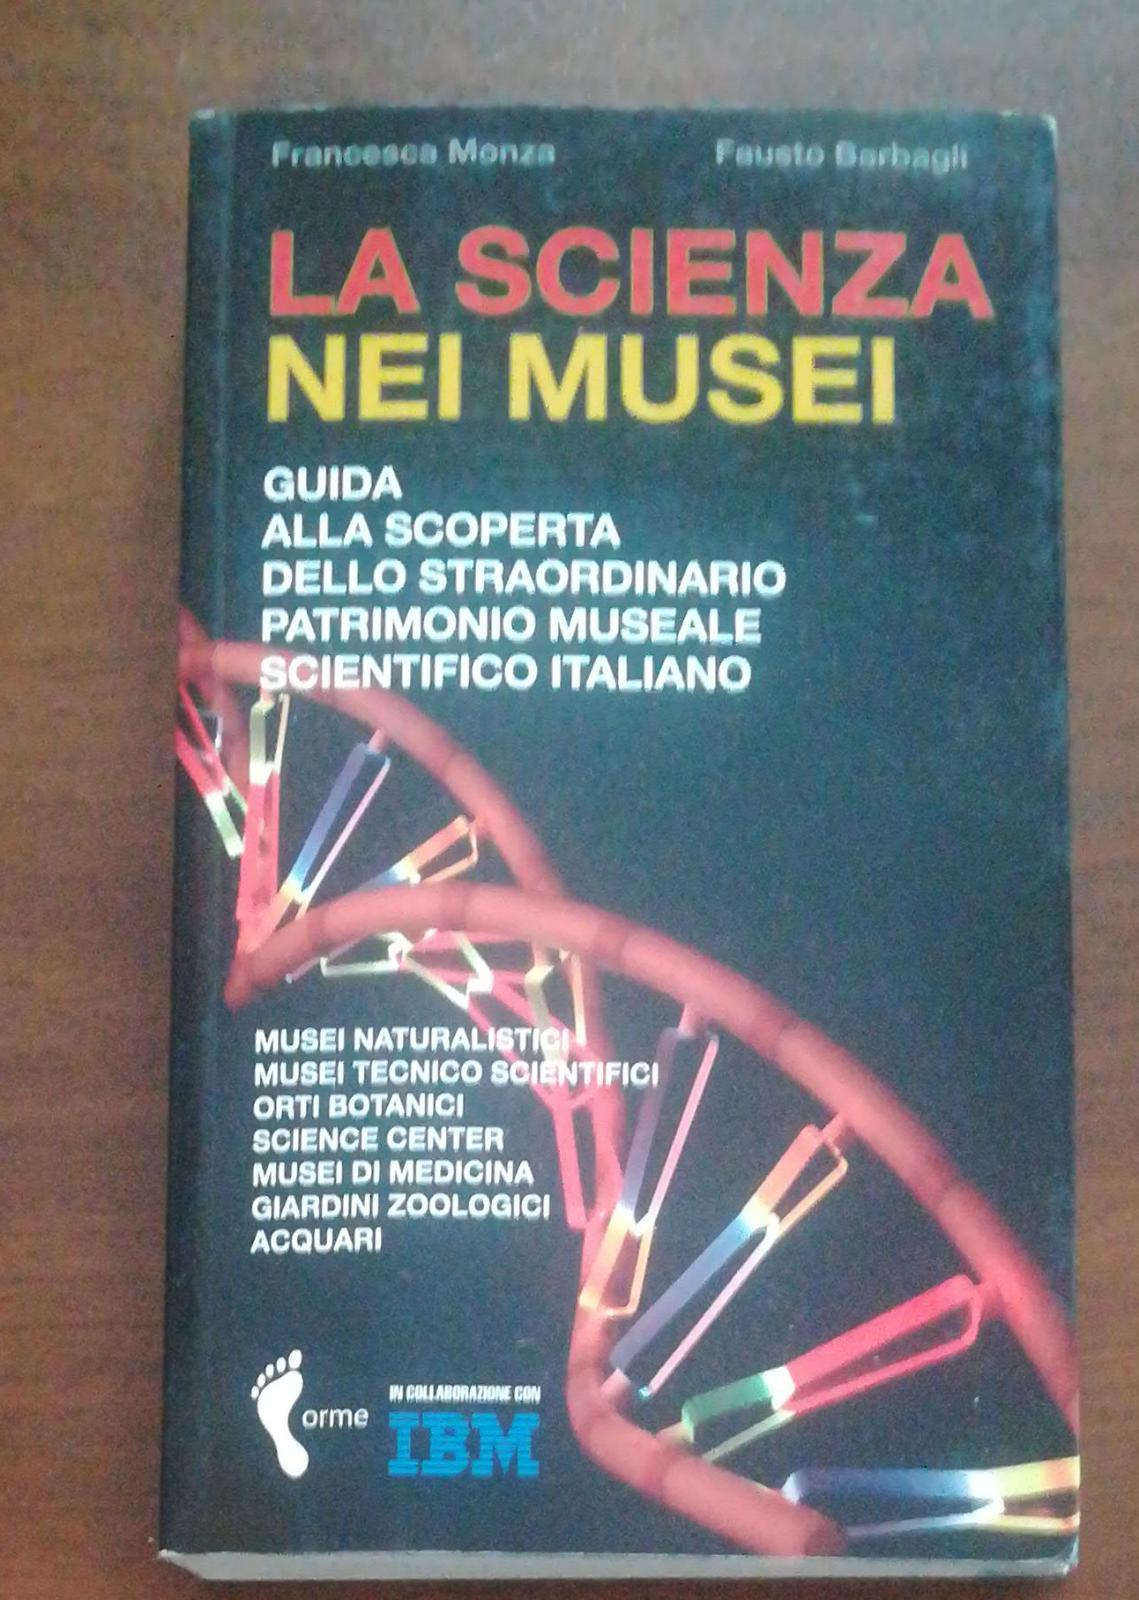 Francesca Monza Fausto Barbagli
LA SCIENZA
NEI MUSEI
GUIDA
ALLA SCOPERTA
DELLO STRAORDINARIO
PATRIMONIO MUSEALE
SCIENTIFICO ITALIANO
MUSEI NATURALISTICI
MUSEI TECNICO SCIENTIFICI
ORTI BOTANICI
SCIENCE CENTER
MUSEI DI MEDICINA
GIARDINI ZOOLOGICI
ACQUARI
orme
IN COLLABORAZIONE CON
IBM